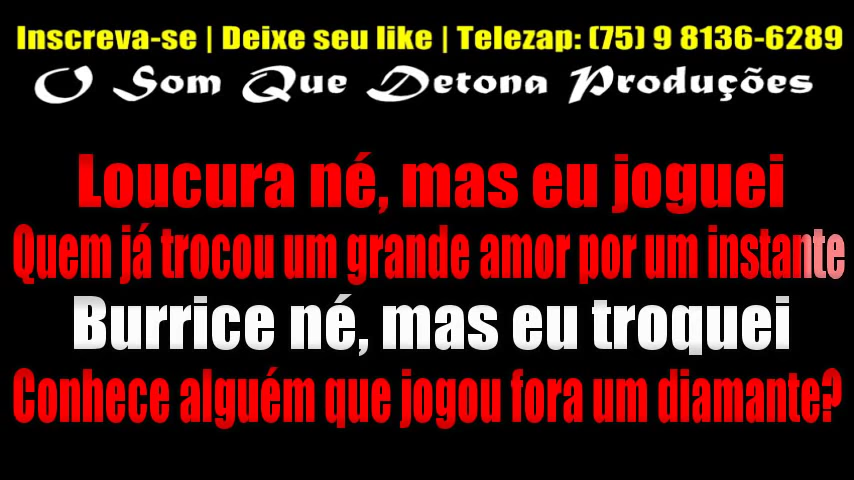 Inscreva-se | Deixe seu like | Telezap: (75) 9 8136-6289
O Som Que Detona Produções
Loucura né, mas eu joguei
Quem já trocou um grande amor por um instante
Burrice né, mas eu troquei
Conhece alguém que jogou fora um diamante?